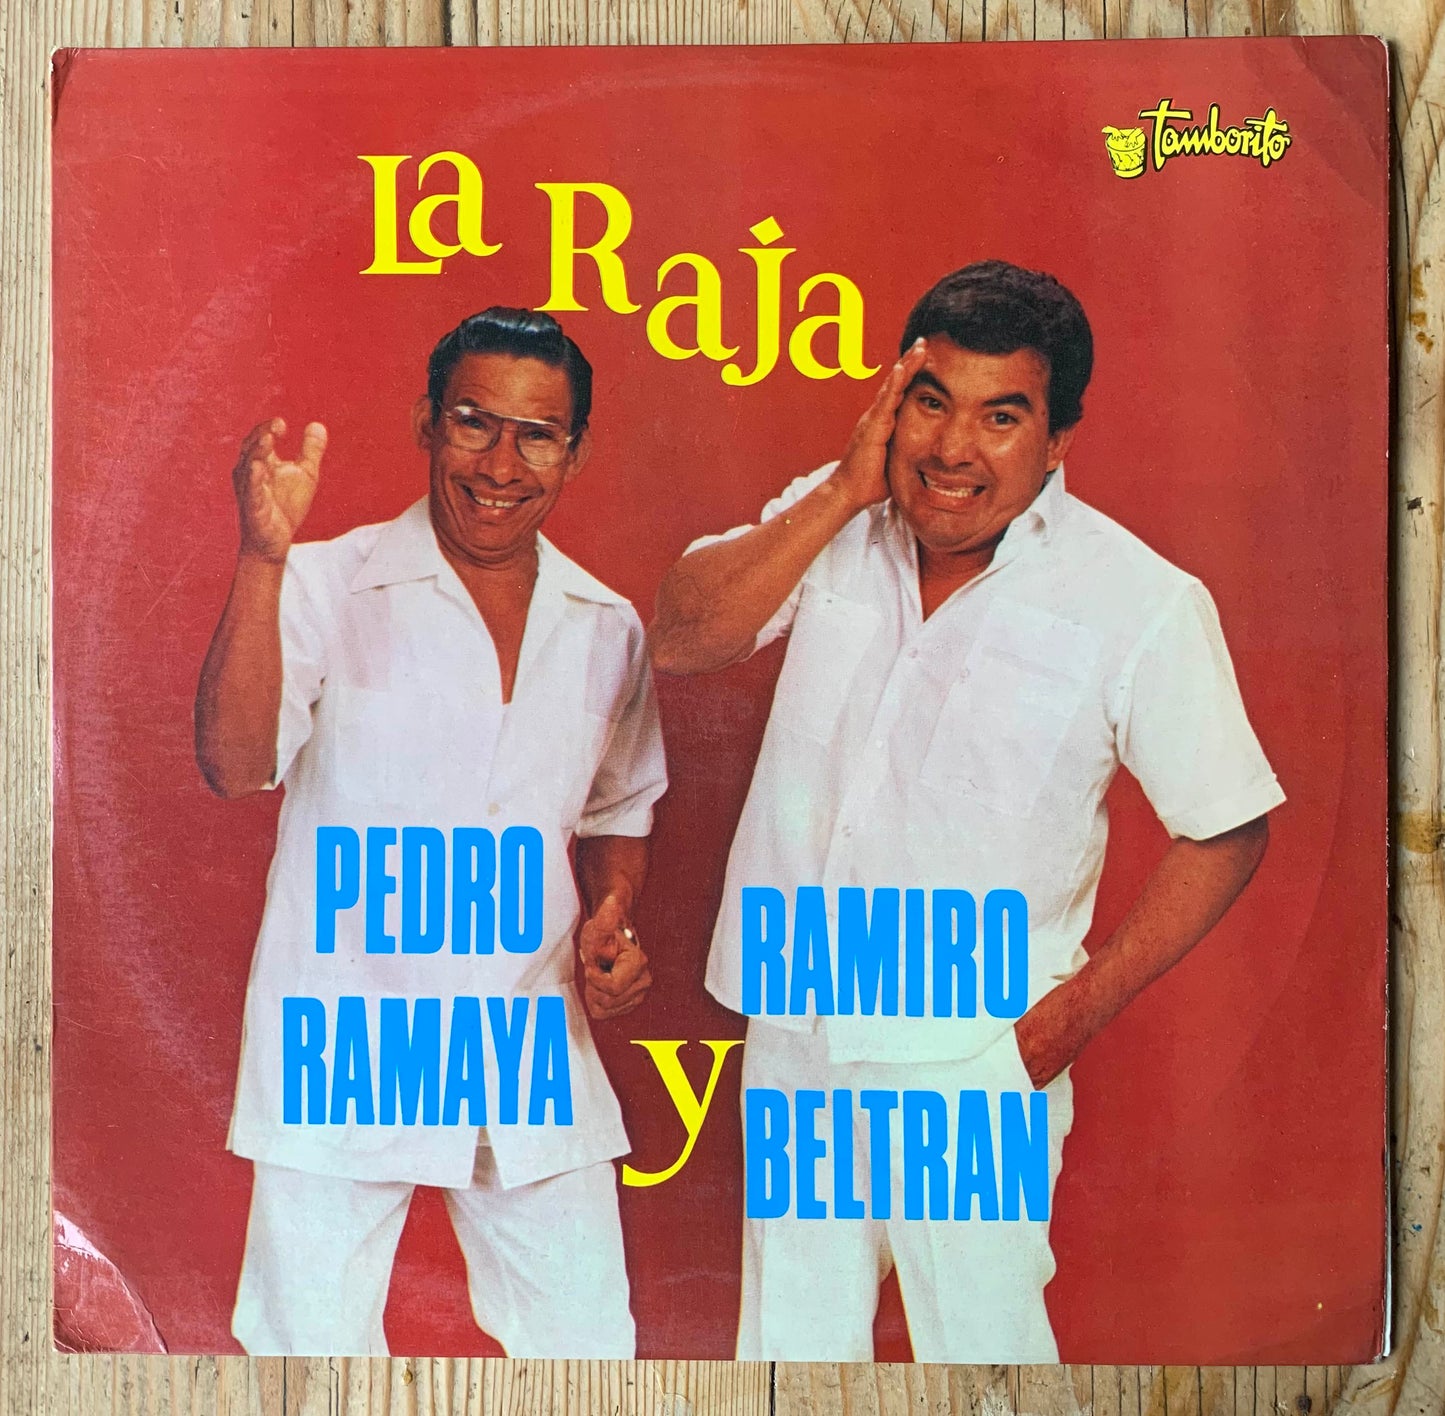 Tamborito
La Raja
PEDRO
RAMAYA
y
RAMIRO
BELTRAN